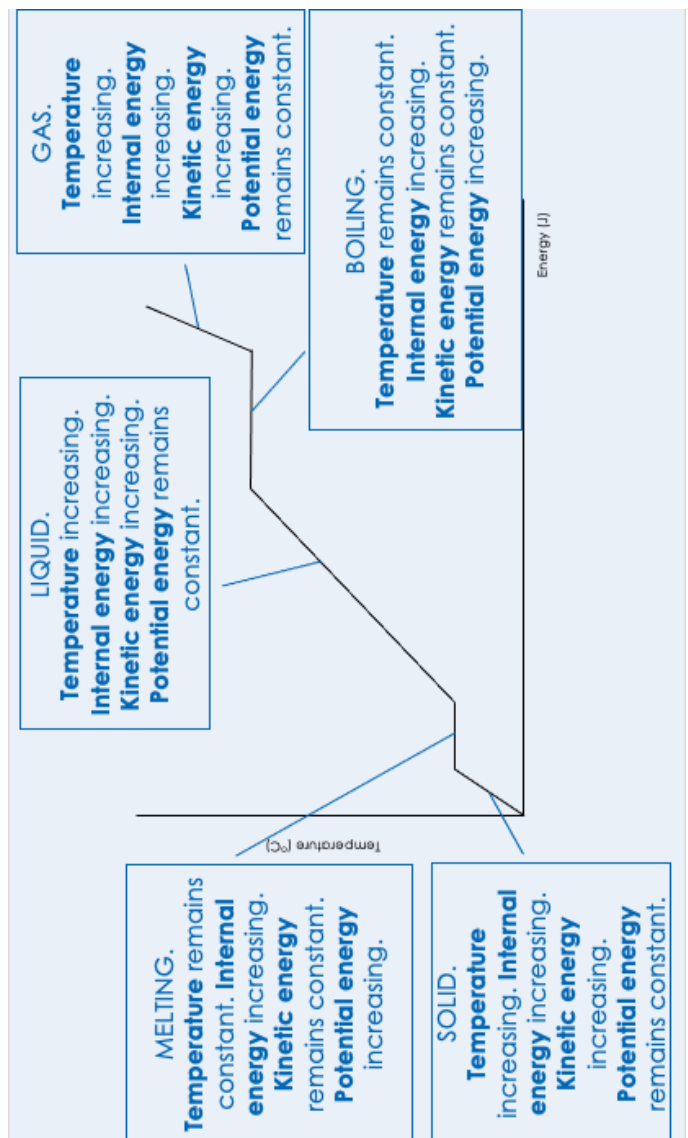 LIQUID.
Temperature increasing.
Internal energy increasing.
Kinetic energy increasing.
Potential energy remains
constant.
GAS.
Temperature
increasing.
Internal energy
increasing.
Kinetic energy
increasing.
Potential energy
remains constant.
MELTING.
Temperature remains
constant. Internal
energy increasing.
Kinetic energy
remains constant.
Potential energy
increasing.
Temperature (°C)
BOILING.
Temperature remains constant.
Internal energy increasing.
Kinetic energy remains constant.
Potential energy increasing.
SOLID.
Temperature
increasing. Internal
energy increasing.
Kinetic energy
increasing.
Potential energy
remains constant.
Energy (J)